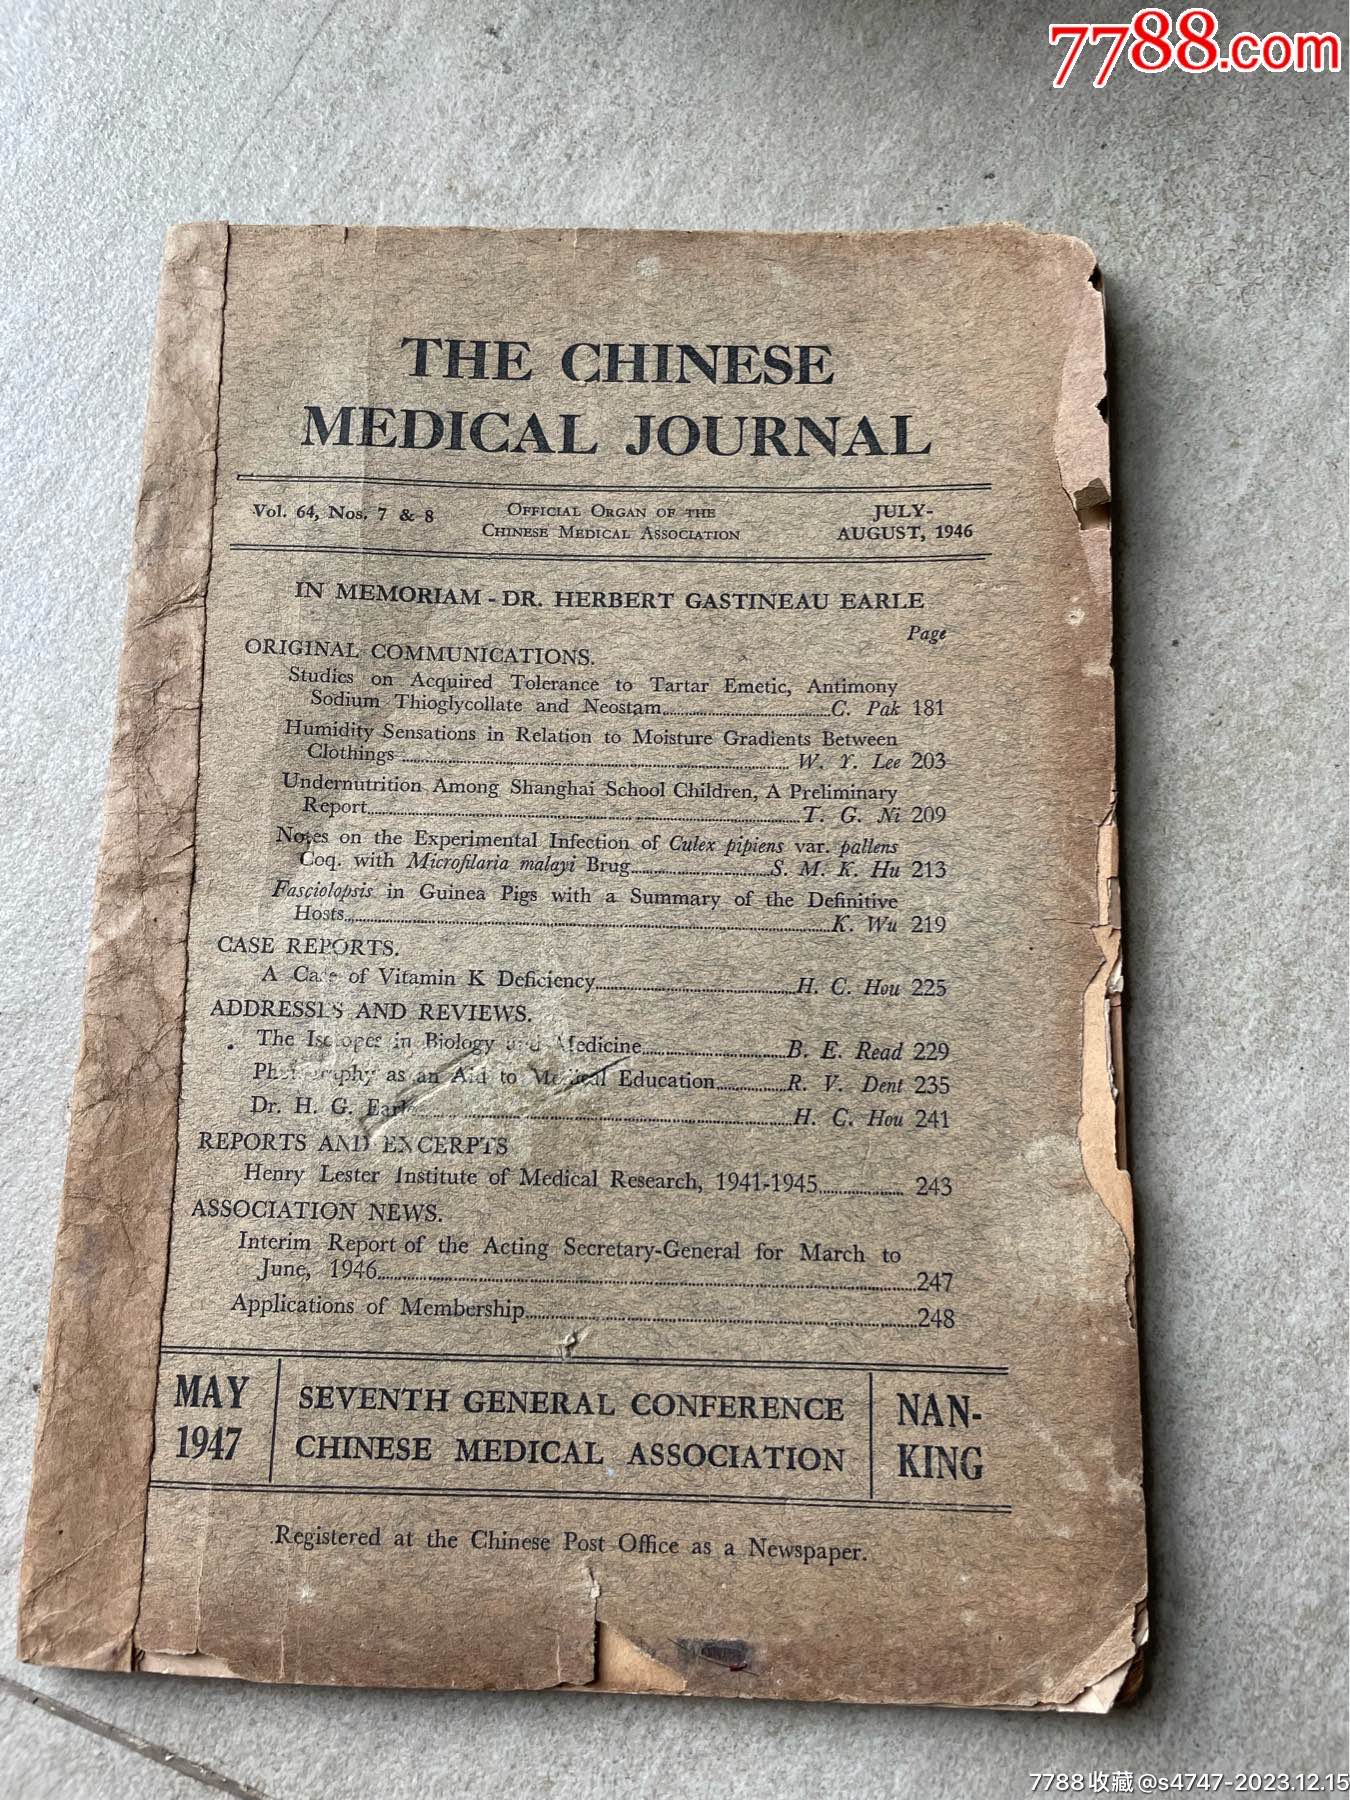 7788.com
THE CHINESE
MEDICAL JOURNAL
Vol. 64, Nos. 7 & 8
OFFICIAL ORGAN OF THE
CHINESE MEDICAL ASSOCIATION
JULY-
AUGUST, 1946
IN MEMORIAM - DR. HERBERT GASTINEAU EARLE
Page
ORIGINAL COMMUNICATIONS.
Studies on Acquired Tolerance to Tartar Emetic, Antimony
Sodium Thioglycollate and Neostam C. Pak 181
Humidity Sensations in Relation to Moisture Gradients Between
Clothings W. Y. Lee 203
Undernutrition Among Shanghai School Children, A Preliminary
Report T. G. Ni 209
Notes on the Experimental Infection of Culex pipiens var. pallens
Coq. with Microfilaria malayi Brug S. M. K. Hu 213
Fasciolopsis in Guinea Pigs with a Summary of the Definitive
Hosts K. Wu 219
CASE REPORTS.
A Case of Vitamin K Deficiency H. C. Hou 225
ADDRESSES AND REVIEWS.
The Isotopes in Biology and Medicine B. E. Read 229
Photography as an Aid to Medical Education R. V. Dent 235
Dr. H. G. Earle H. C. Hou 241
REPORTS AND EXCERPTS
Henry Lester Institute of Medical Research, 1941-1945 243
ASSOCIATION NEWS.
Interim Report of the Acting Secretary-General for March to
June, 1946 247
Applications of Membership 248
MAY
1947
SEVENTH GENERAL CONFERENCE
CHINESE MEDICAL ASSOCIATION
NAN-
KING
Registered at the Chinese Post Office as a Newspaper.
7788收藏@s4747-2023.12.15